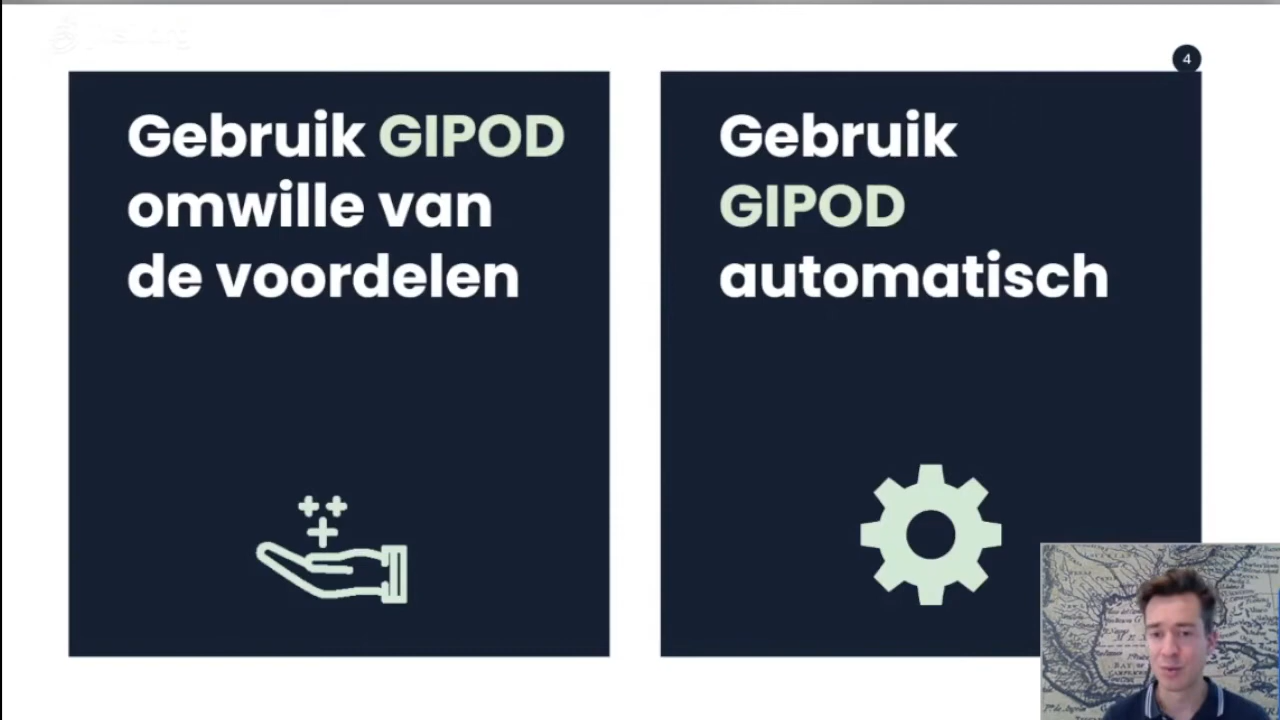 4
Gebruik GIPOD
omwille van
de voordelen
Gebruik
GIPOD
automatisch